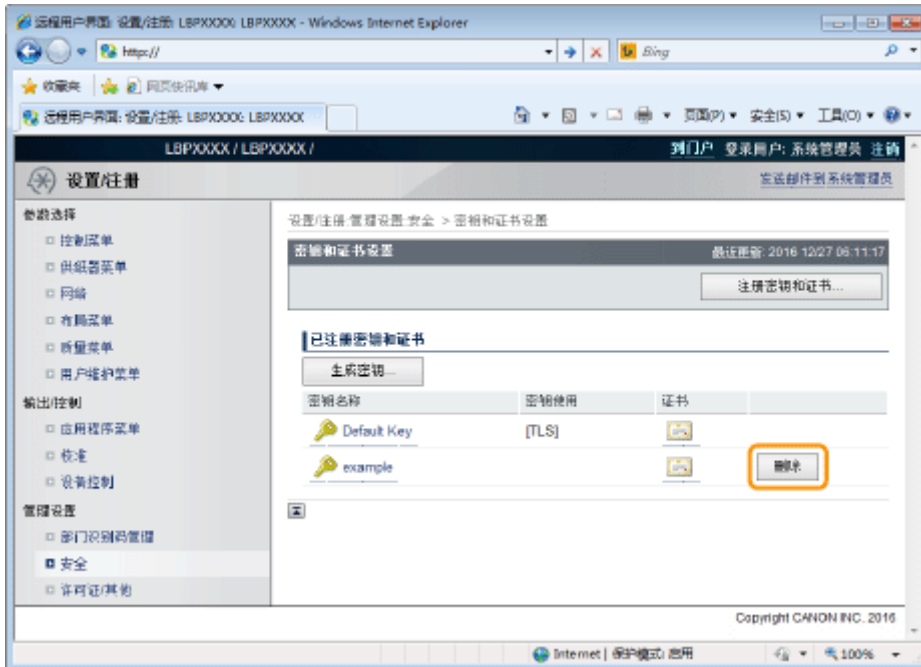 远程用户界面: 设置/注册: LBPXXXX: LBPXXXX - Windows Internet Explorer
http://
Bing
收藏夹 网页快讯库
远程用户界面: 设置/注册: LBPXXXX: LBPXXXX
页面(P) 安全(S) 工具(O)
LBPXXXX / LBPXXXX /
到门户 登录用户: 系统管理员 注销
设置/注册
发送邮件到系统管理员
参数选择
控制菜单
供纸器菜单
网络
布局菜单
质量菜单
用户维护菜单
输出/控制
应用程序菜单
校准
设备控制
管理设置
部门识别码管理
安全
许可证/其他
设置/注册:管理设置:安全 > 密钥和证书设置
密钥和证书设置
最近更新: 2016 12/27 06:11:17
注册密钥和证书...
已注册密钥和证书
生成密钥...
密钥名称 密钥使用 证书
Default Key [TLS]
example 删除
Copyright CANON INC. 2016
Internet | 保护模式: 启用
100%